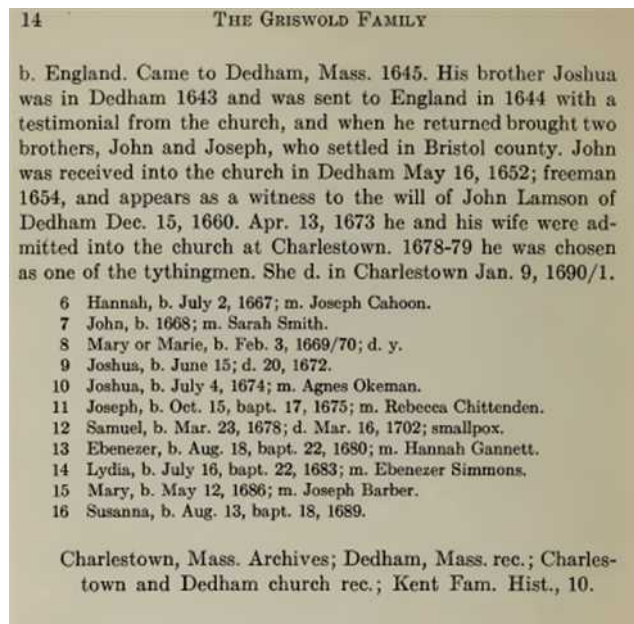 14 THE GRISWOLD FAMILY
b. England. Came to Dedham, Mass. 1645. His brother Joshua
was in Dedham 1643 and was sent to England in 1644 with a
testimonial from the church, and when he returned brought two
brothers, John and Joseph, who settled in Bristol county. John
was received into the church in Dedham May 16, 1652; freeman
1654, and appears as a witness to the will of John Lamson of
Dedham Dec. 15, 1660. Apr. 13, 1673 he and his wife were ad-
mitted into the church at Charlestown. 1678-79 he was chosen
as one of the tythingmen. She d. in Charlestown Jan. 9, 1690/1.
6 Hannah, b. July 2, 1667; m. Joseph Cahoon.
7 John, b. 1668; m. Sarah Smith.
8 Mary or Marie, b. Feb. 3, 1669/70; d. y.
9 Joshua, b. June 15; d. 20, 1672.
10 Joshua, b. July 4, 1674; m. Agnes Okeman.
11 Joseph, b. Oct. 15, bapt. 17, 1675; m. Rebecca Chittenden.
12 Samuel, b. Mar. 23, 1678; d. Mar. 16, 1702; smallpox.
13 Ebenezer, b. Aug. 18, bapt. 22, 1680; m. Hannah Gannett.
14 Lydia, b. July 16, bapt. 22, 1683; m. Ebenezer Simmons.
15 Mary, b. May 12, 1686; m. Joseph Barber.
16 Susanna, b. Aug. 13, bapt. 18, 1689.
Charlestown, Mass. Archives; Dedham, Mass. rec.; Charles-
town and Dedham church rec.; Kent Fam. Hist., 10.